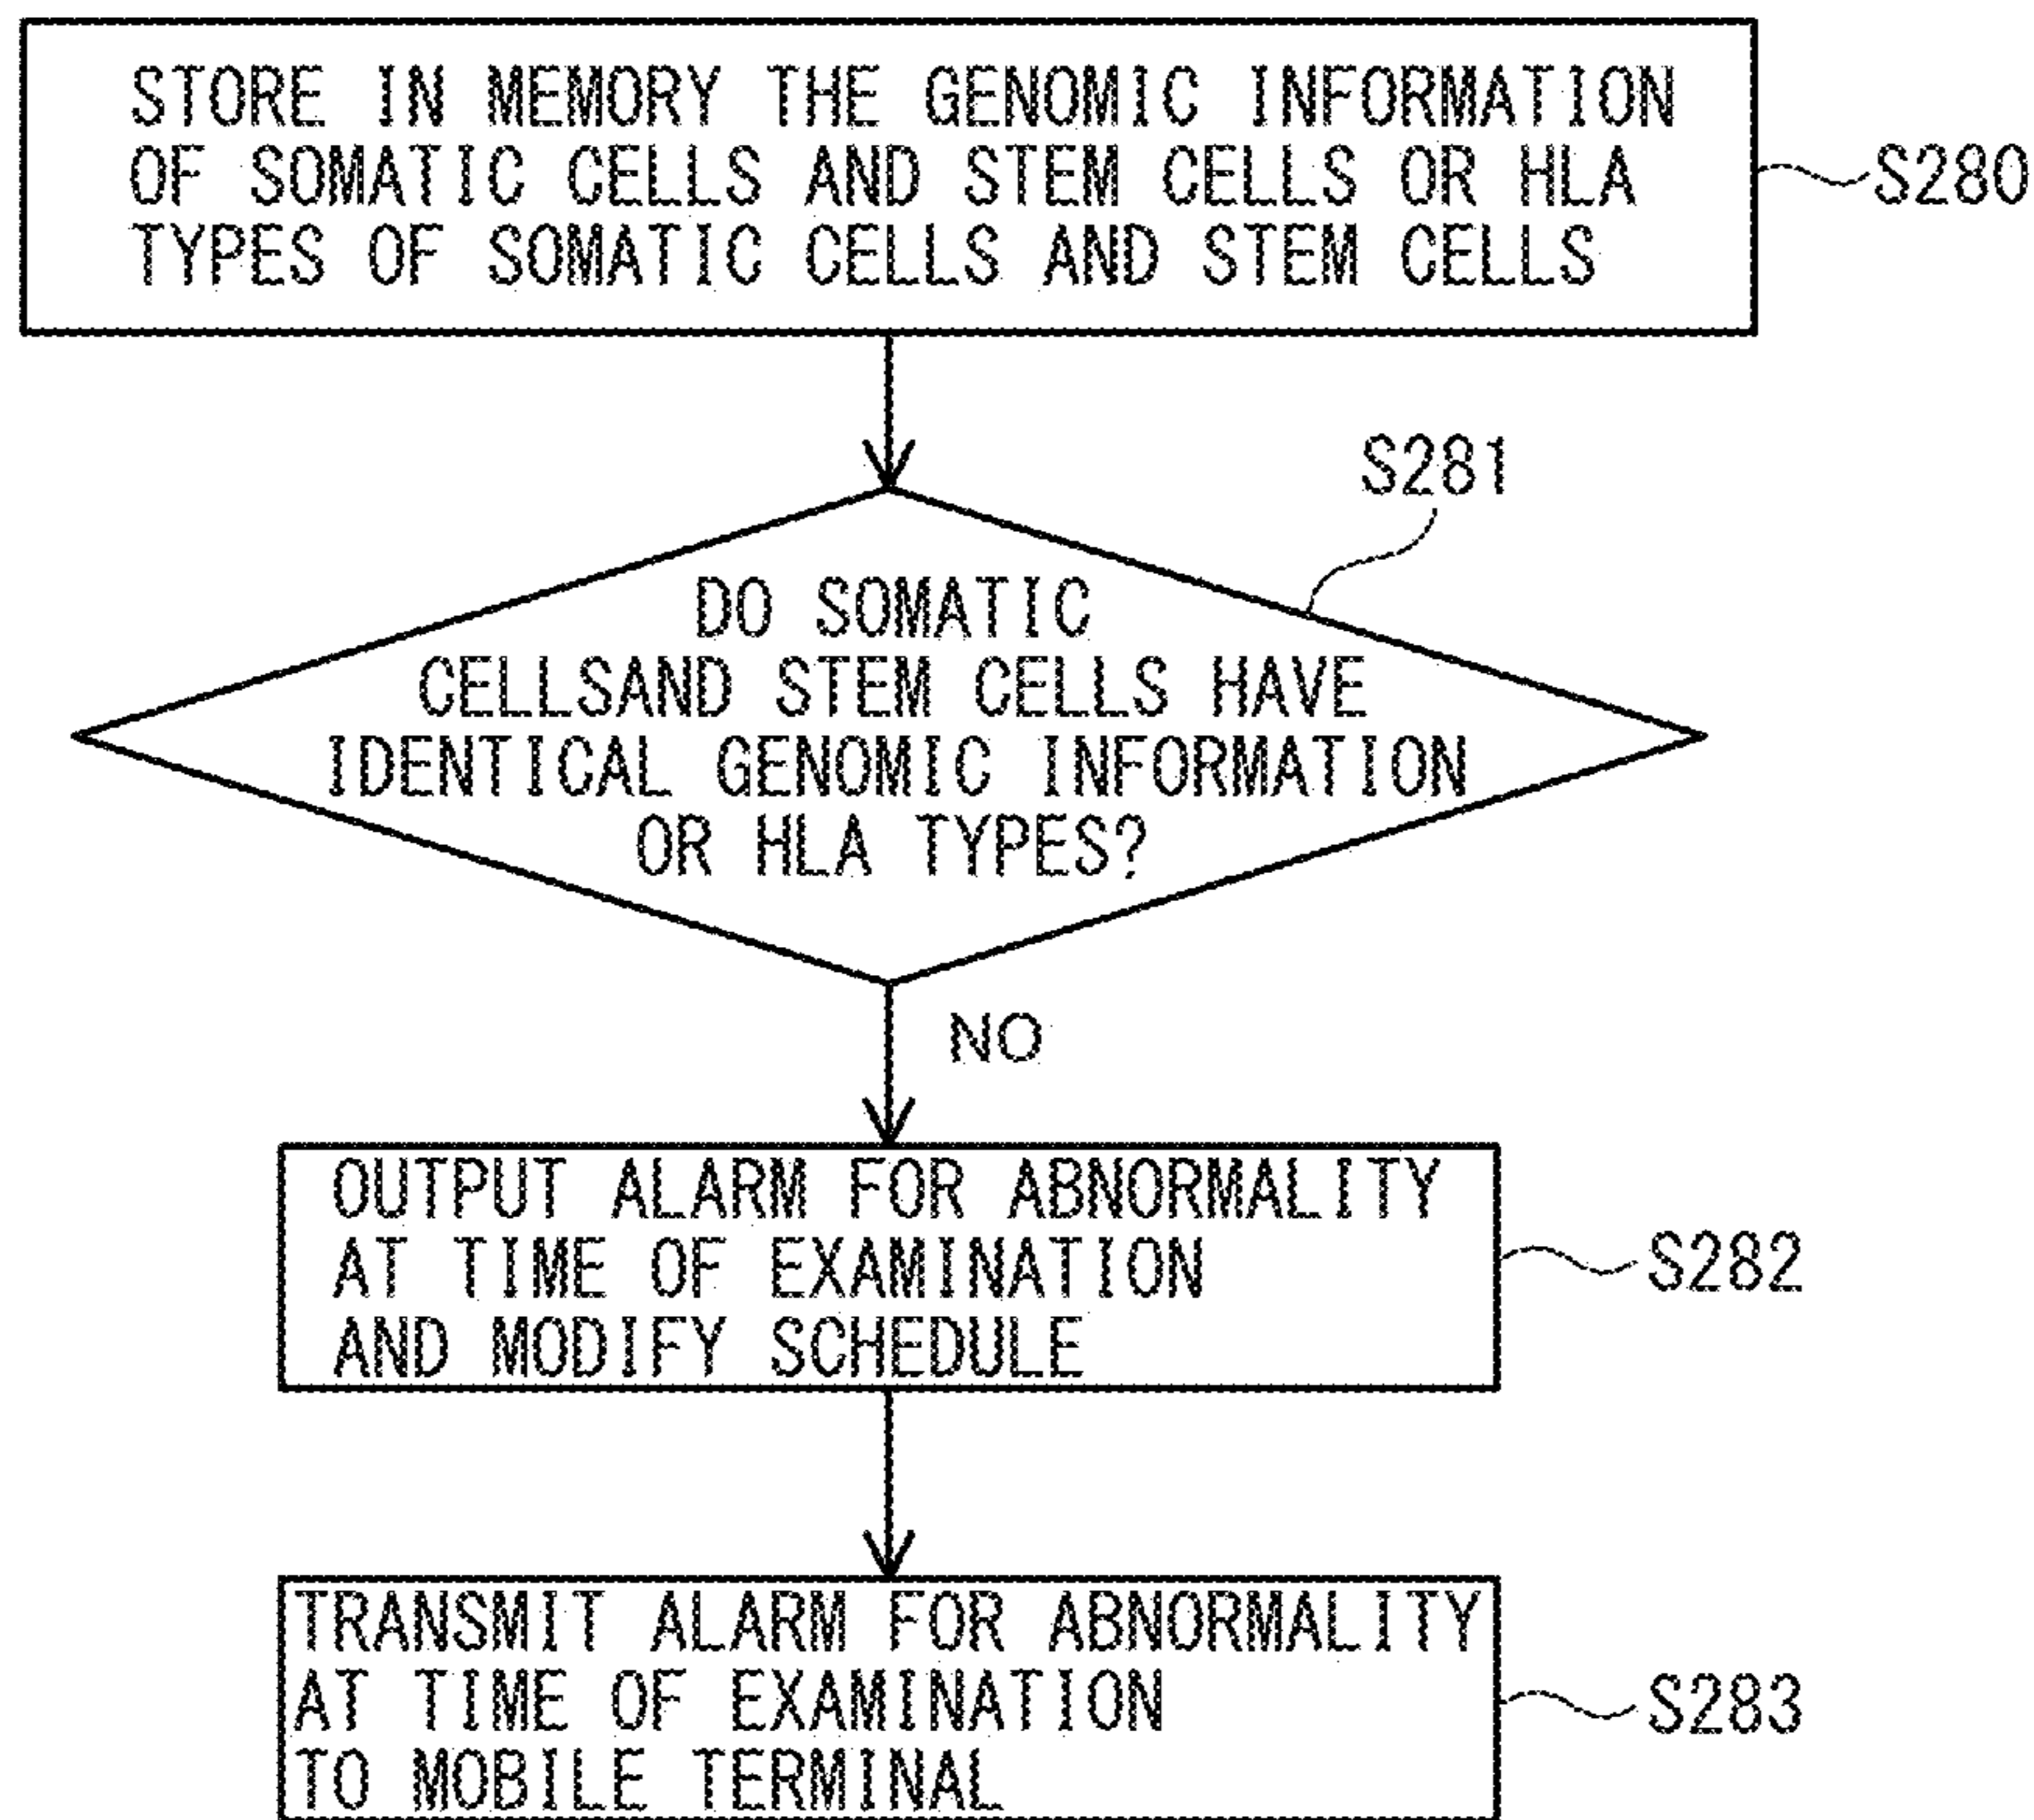 STORE IN MEMORY THE GENOMIC INFORMATION
OF SOMATIC CELLS AND STEM CELLS OR HLA
TYPES OF SOMATIC CELLS AND STEM CELLS
S280
S281
DO SOMATIC
CELLSAND STEM CELLS HAVE
IDENTICAL GENOMIC INFORMATION
OR HLA TYPES?
NO
OUTPUT ALARM FOR ABNORMALITY
AT TIME OF EXAMINATION
AND MODIFY SCHEDULE
S282
TRANSMIT ALARM FOR ABNORMALITY
AT TIME OF EXAMINATION
TO MOBILE TERMINAL
S283